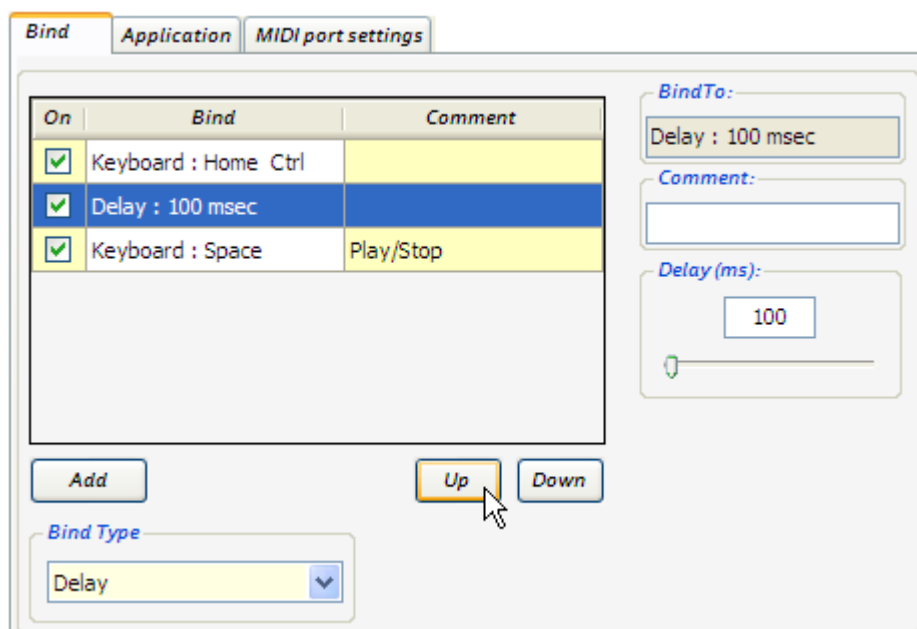 Bind Application MIDI port settings
On Bind Comment
Keyboard : Home Ctrl
Delay : 100 msec
Keyboard : Space Play/Stop
Add Up Down
Bind Type
Delay
BindTo:
Delay : 100 msec
Comment:
Delay (ms):
100